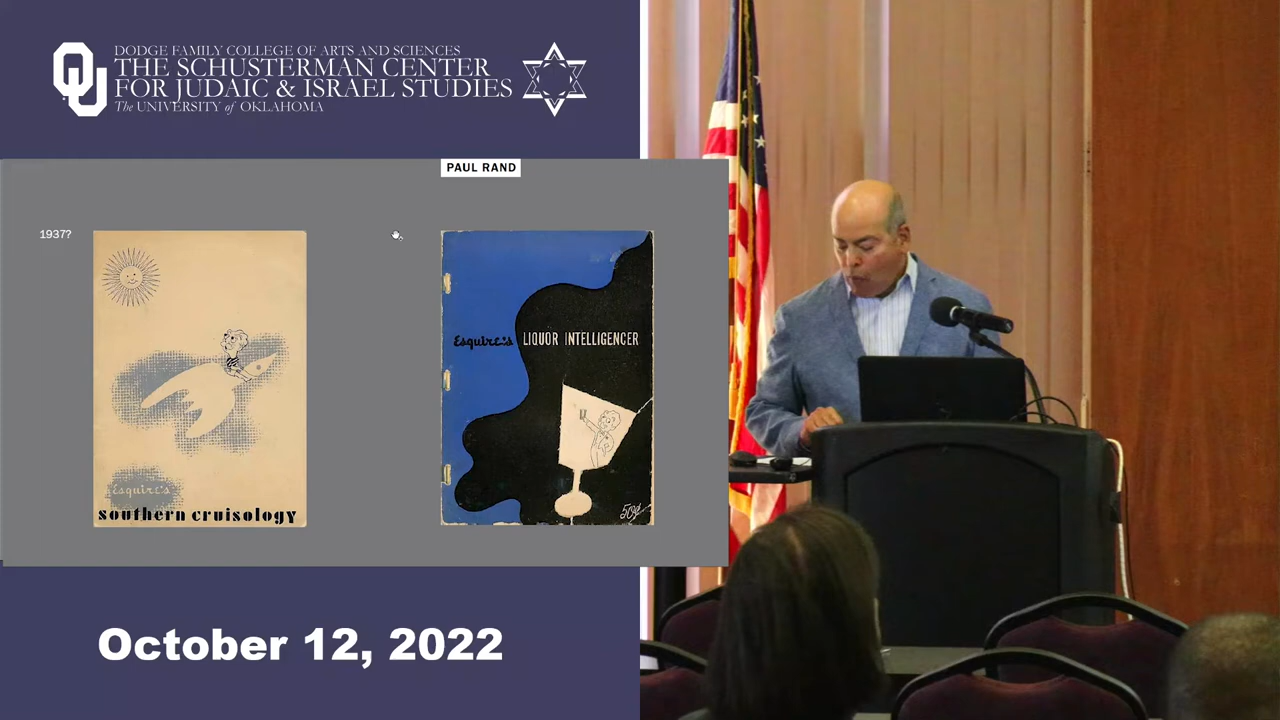 DODGE FAMILY COLLEGE OF ARTS AND SCIENCES
THE SCHUSTERMAN CENTER
FOR JUDAIC & ISRAEL STUDIES
The UNIVERSITY of OKLAHOMA
PAUL RAND
1937?
Esquire's
southern cruisology
Esquire's LIQUOR INTELLIGENCER
50¢
October 12, 2022